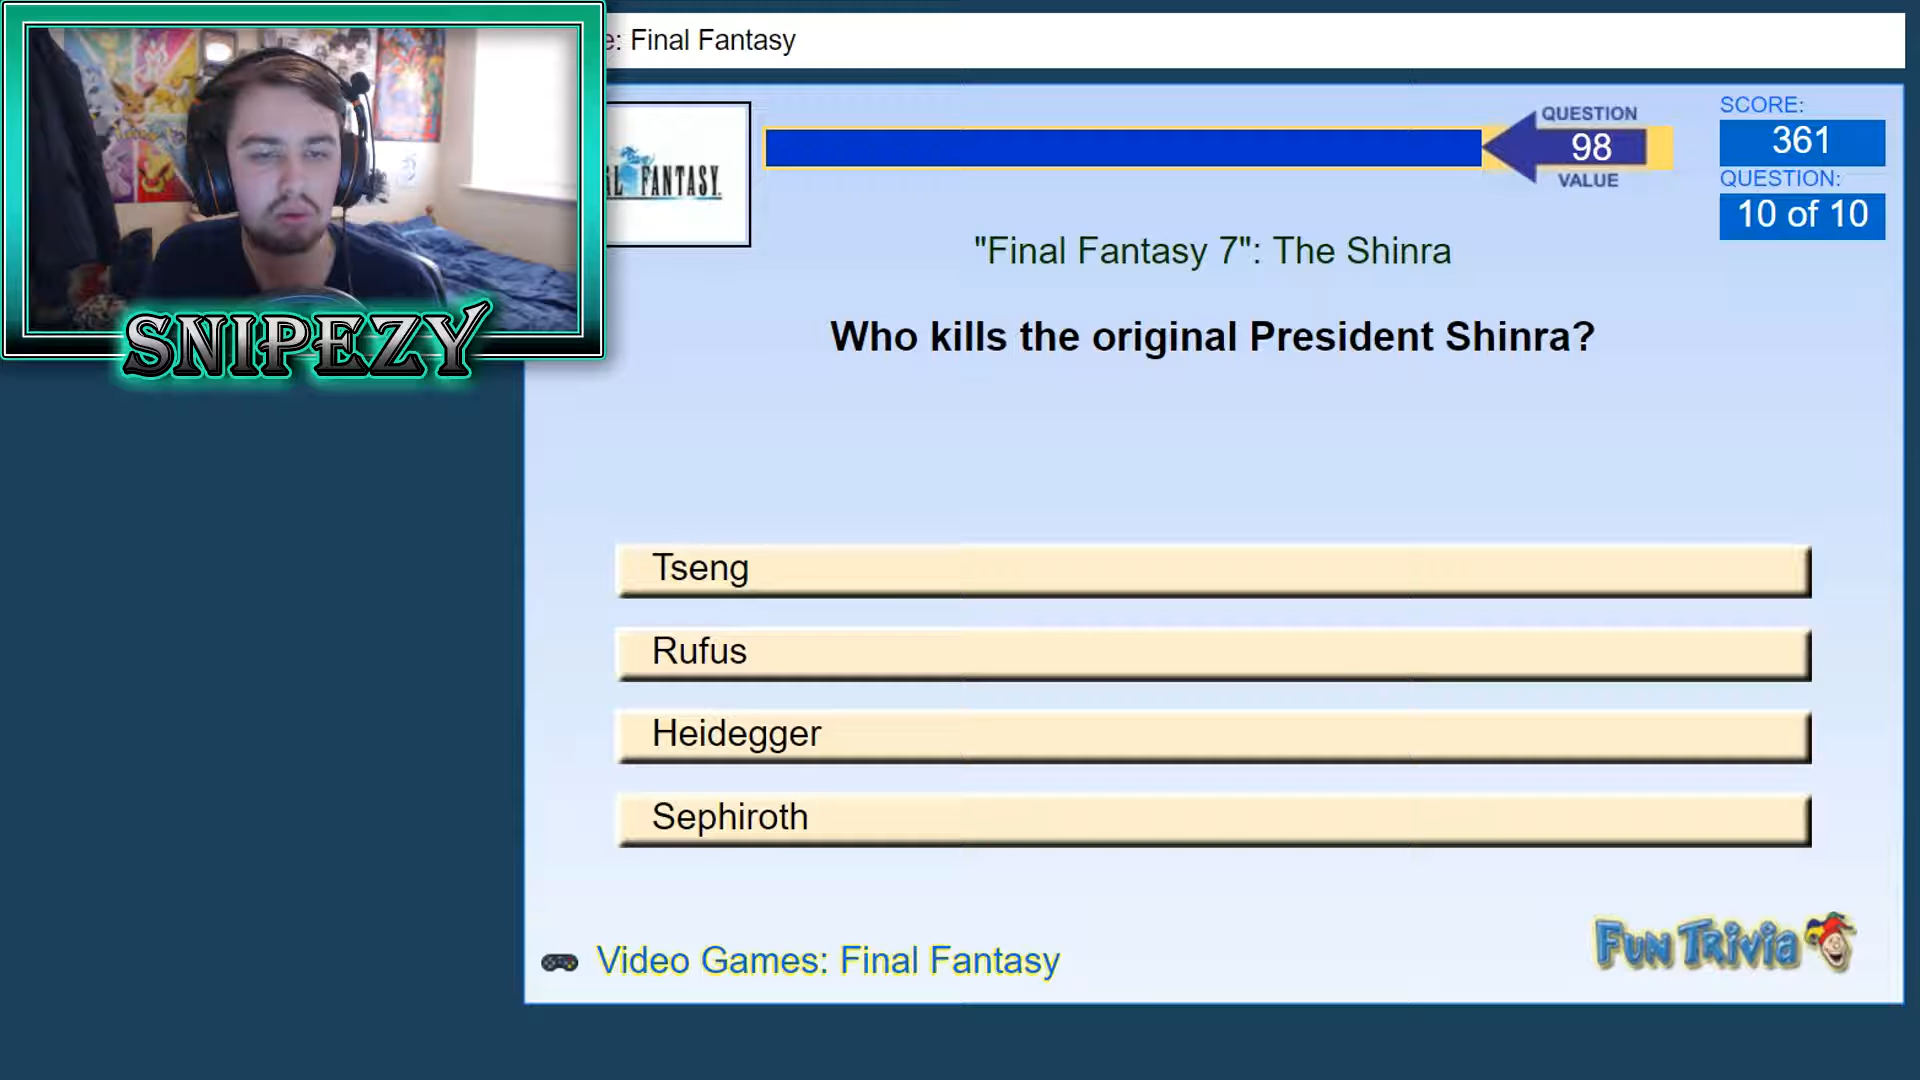 e: Final Fantasy
L FANTASY.
SNIPEZY
QUESTION
98
VALUE
SCORE:
361
QUESTION:
10 of 10
"Final Fantasy 7": The Shinra
Who kills the original President Shinra?
Tseng
Rufus
Heidegger
Sephiroth
Video Games: Final Fantasy
FUN TRIVIA